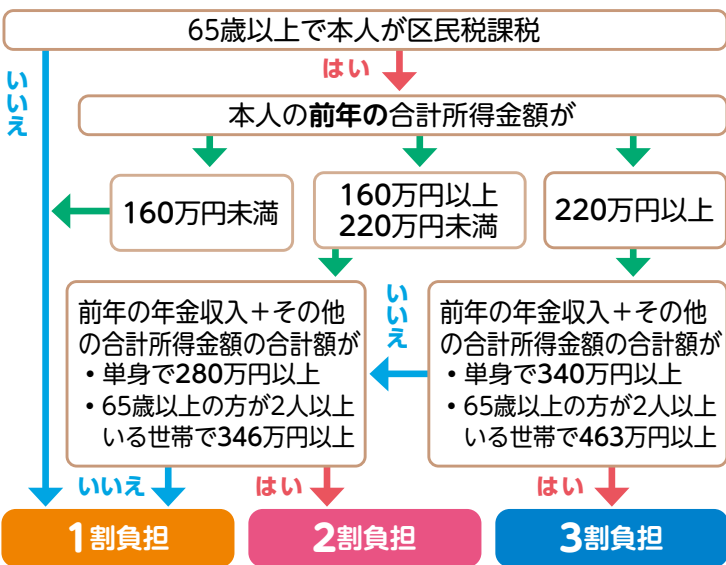 65歳以上で本人が区民税課税
いいえ
はい
本人の前年の合計所得金額が
160万円未満
160万円以上
220万円未満
220万円以上
前年の年金収入＋その他
の合計所得金額の合計額が
・単身で280万円以上
・65歳以上の方が2人以上
いる世帯で346万円以上
いいえ
前年の年金収入＋その他
の合計所得金額の合計額が
・単身で340万円以上
・65歳以上の方が2人以上
いる世帯で463万円以上
いいえ
はい
はい
1割負担
2割負担
3割負担